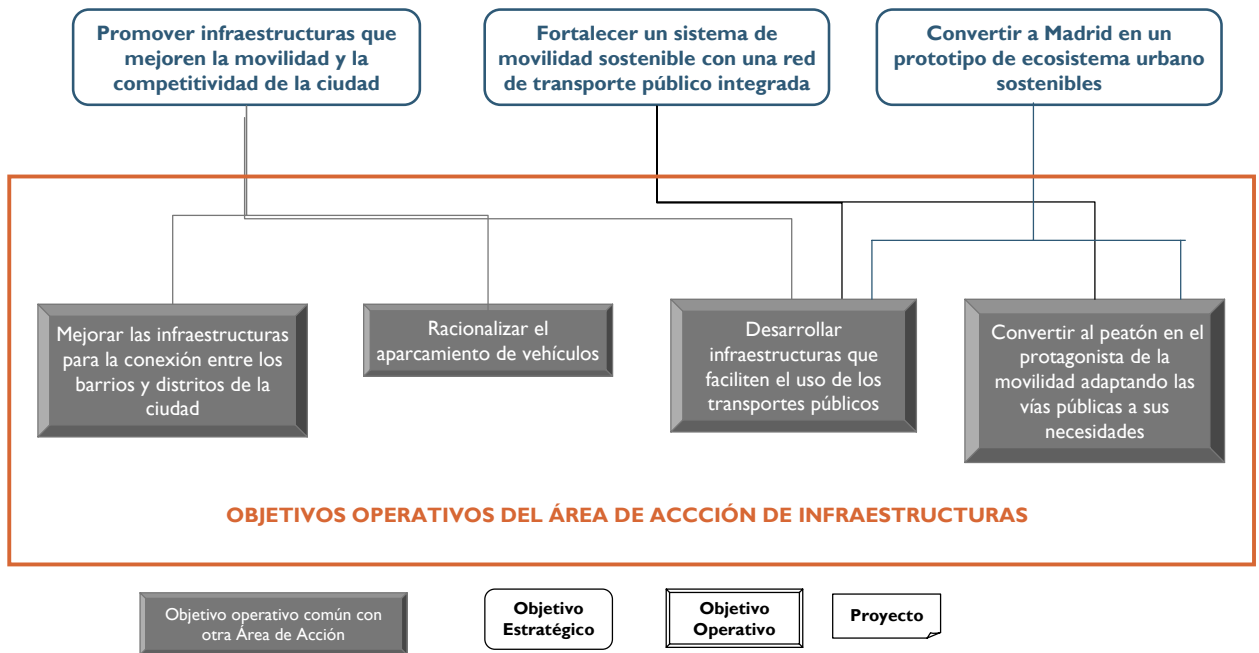 Promover infraestructuras que
mejoren la movilidad y la
competitividad de la ciudad
Fortalecer un sistema de
movilidad sostenible con una red
de transporte público integrada
Convertir a Madrid en un
prototipo de ecosistema urbano
sostenibles
Mejorar las infraestructuras
para la conexión entre los
barrios y distritos de la
ciudad
Racionalizar el
aparcamiento de vehículos
Desarrollar
infraestructuras que
faciliten el uso de los
transportes públicos
Convertir al peatón en el
protagonista de la
movilidad adaptando las
vías públicas a sus
necesidades
OBJETIVOS OPERATIVOS DEL ÁREA DE ACCCIÓN DE INFRAESTRUCTURAS
Objetivo operativo común con
otra Área de Acción
Objetivo
Estratégico
Objetivo
Operativo
Proyecto